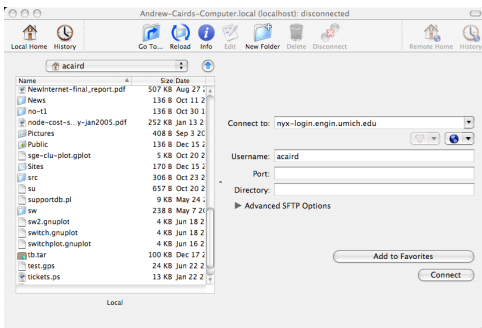 Andrew-Cairds-Computer.local (localhost): disconnected
Local Home History Go To... Reload Info Edit New Folder Delete Disconnect Remote Home History
acaird
Name Size Date
NewInternet-final_report.pdf 507 KB Aug 27
News 136 B Oct 11 2
no-t1 136 B Oct 30 1
node-cost-s...y-jan2005.pdf 252 KB Jan 13 2
Pictures 408 B Sep 3 20
Public 136 B Dec 15 2
sge-clu-plot.gplot 5 KB Oct 20 2
Sites 170 B Dec 15 2
src 306 B Oct 23 2
su 657 B Oct 20 2
supportdb.pl 9 KB May 24
sw 238 B May 7 20
sw2.gnuplot 4 KB Jun 18 2
switch.gnuplot 4 KB Jun 18 2
switchplot.gnuplot 4 KB Jun 16 2
tb.tar 100 KB Dec 17 2
test.gps 24 KB Jun 22 2
tickets.ps 13 KB Jan 22 2
Local
Connect to: nyx-login.engin.umich.edu
Username: acaird
Port:
Directory:
Advanced SFTP Options
Add to Favorites
Connect